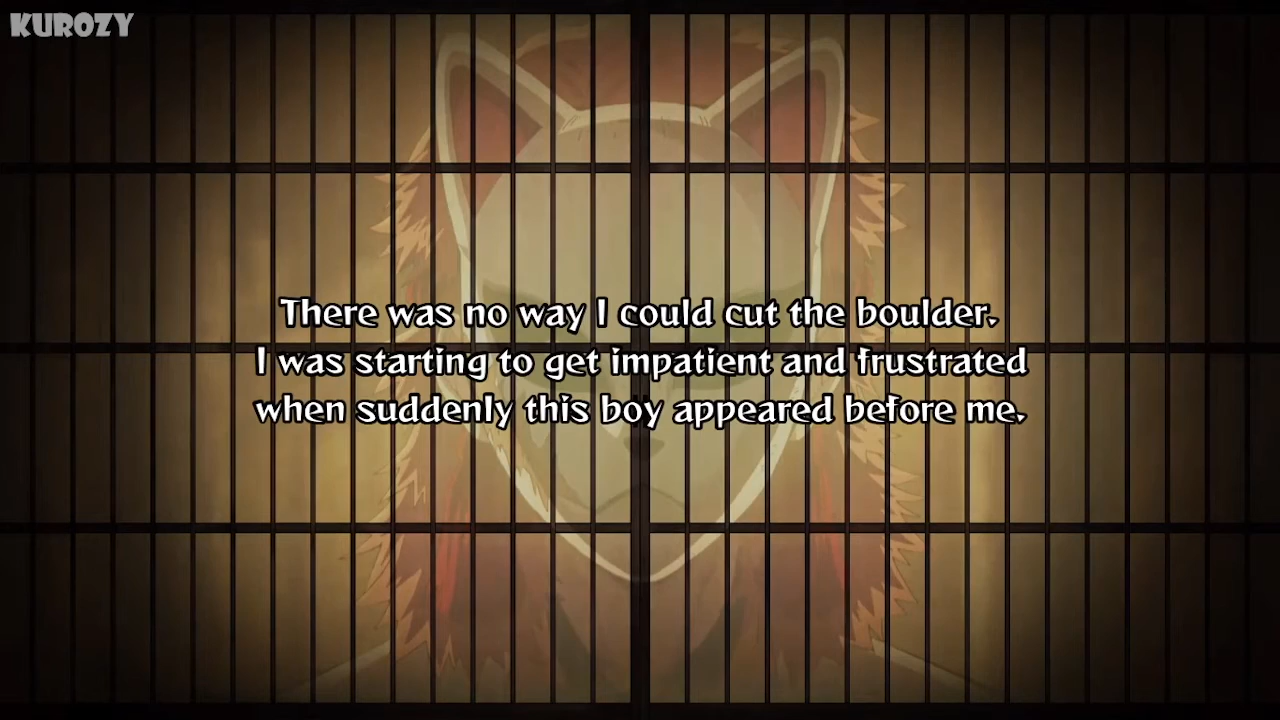 KUROZY
There was no way I could cut the boulder.
I was starting to get impatient and frustrated
when suddenly this boy appeared before me.